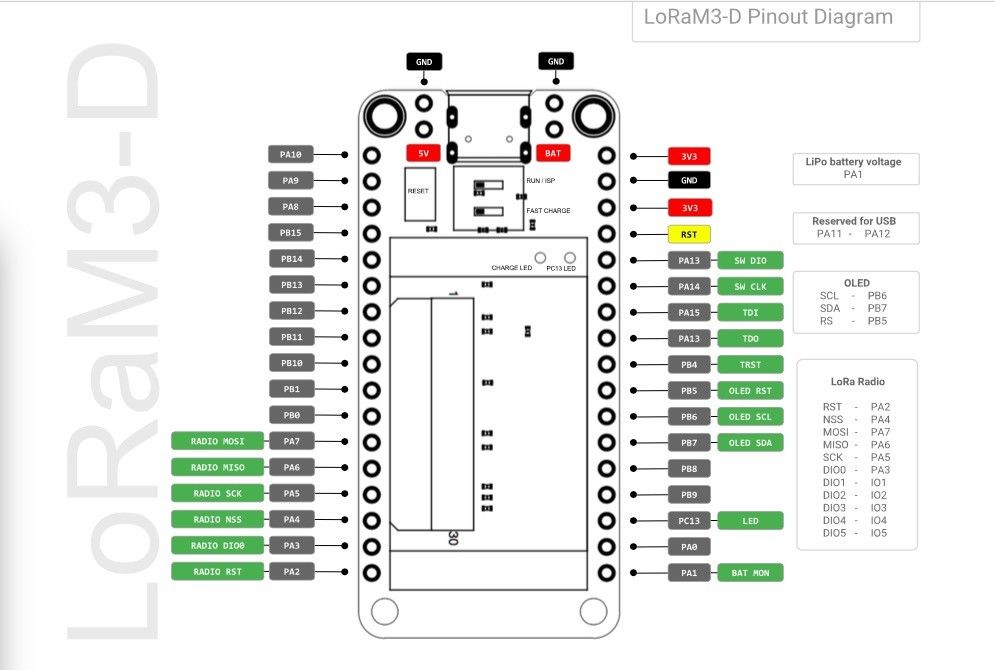 LoRaM3-D Pinout Diagram
LoRaM3-D
GND
GND
5V
BAT
RESET
RUN / ISP
FAST CHARGE
CHARGE LED
PC13 LED
1
30
PA10
PA9
PA8
PB15
PB14
PB13
PB12
PB11
PB10
PB1
PB0
RADIO MOSI PA7
RADIO MISO PA6
RADIO SCK PA5
RADIO NSS PA4
RADIO DIO0 PA3
RADIO RST PA2
3V3
GND
3V3
RST
PA13 SW DIO
PA14 SW CLK
PA15 TDI
PA13 TDO
PB4 TRST
PB5 OLED RST
PB6 OLED SCL
PB7 OLED SDA
PB8
PB9
PC13 LED
PA0
PA1 BAT MON
LiPo battery voltage
PA1
Reserved for USB
PA11 - PA12
OLED
SCL - PB6
SDA - PB7
RS - PB5
LoRa Radio
RST - PA2
NSS - PA4
MOSI - PA7
MISO - PA6
SCK - PA5
DIO0 - PA3
DIO1 - IO1
DIO2 - IO2
DIO3 - IO3
DIO4 - IO4
DIO5 - IO5